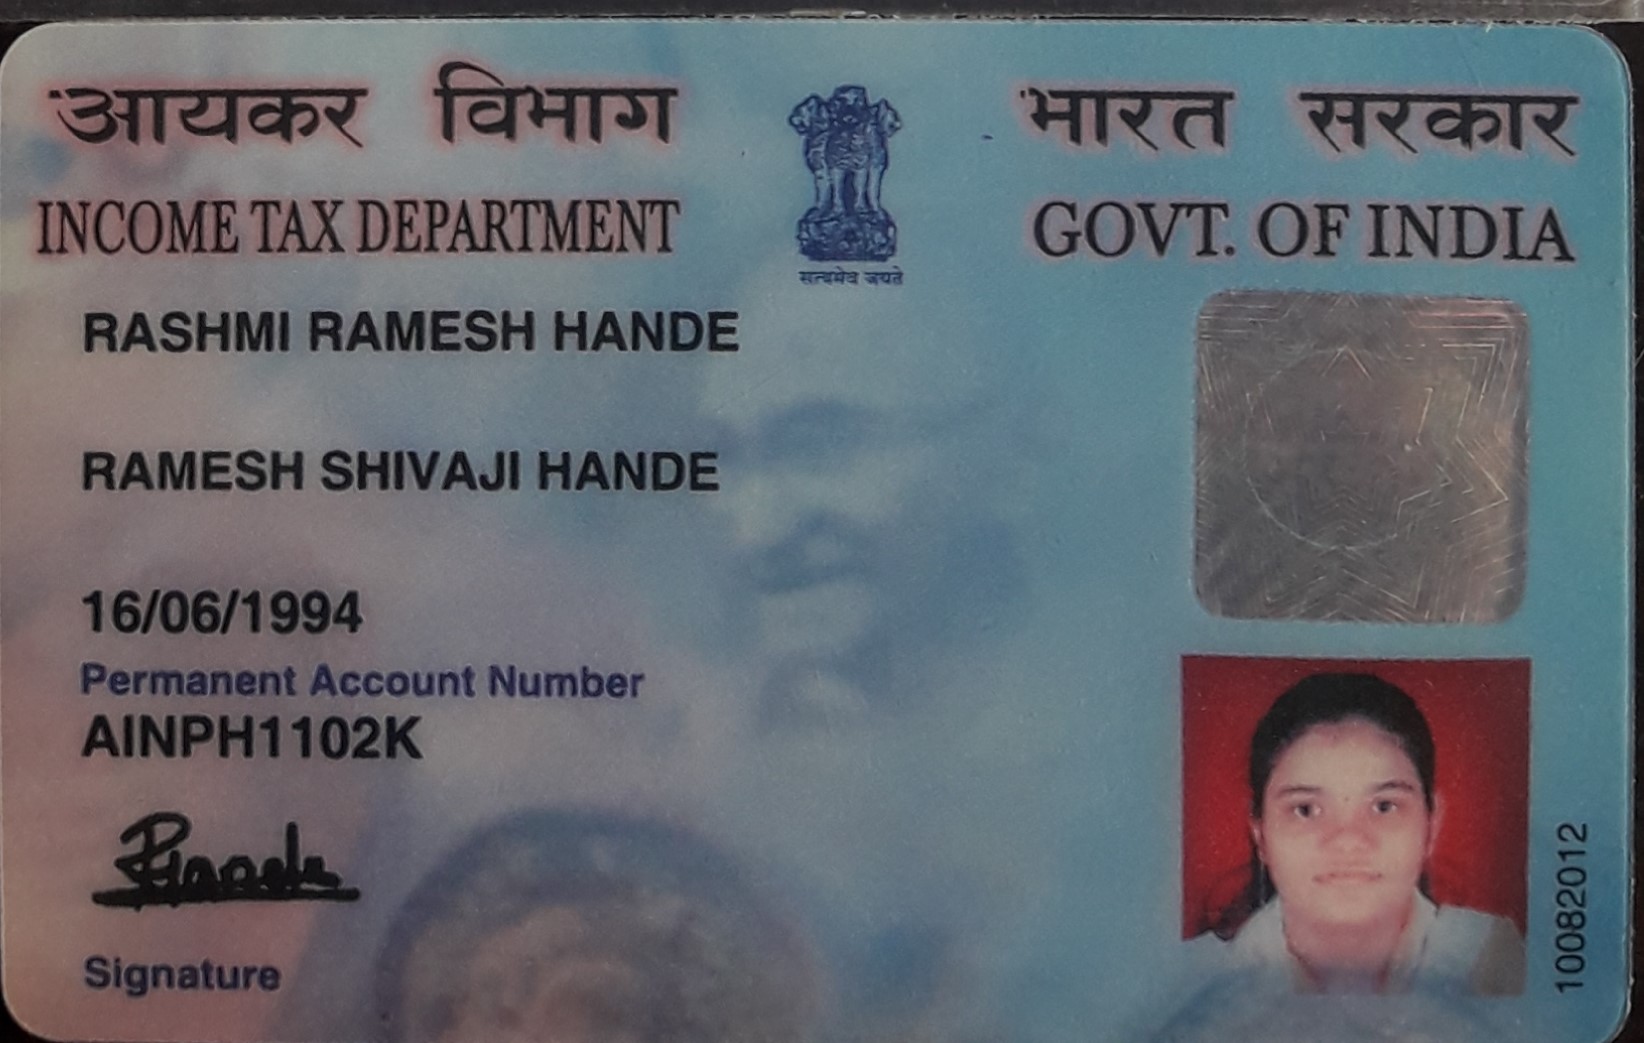 आयकर विभाग
INCOME TAX DEPARTMENT
सत्यमेव जयते
भारत सरकार
GOVT. OF INDIA
RASHMI RAMESH HANDE
RAMESH SHIVAJI HANDE
16/06/1994
Permanent Account Number
AINPH1102K
RHande
Signature
10082012